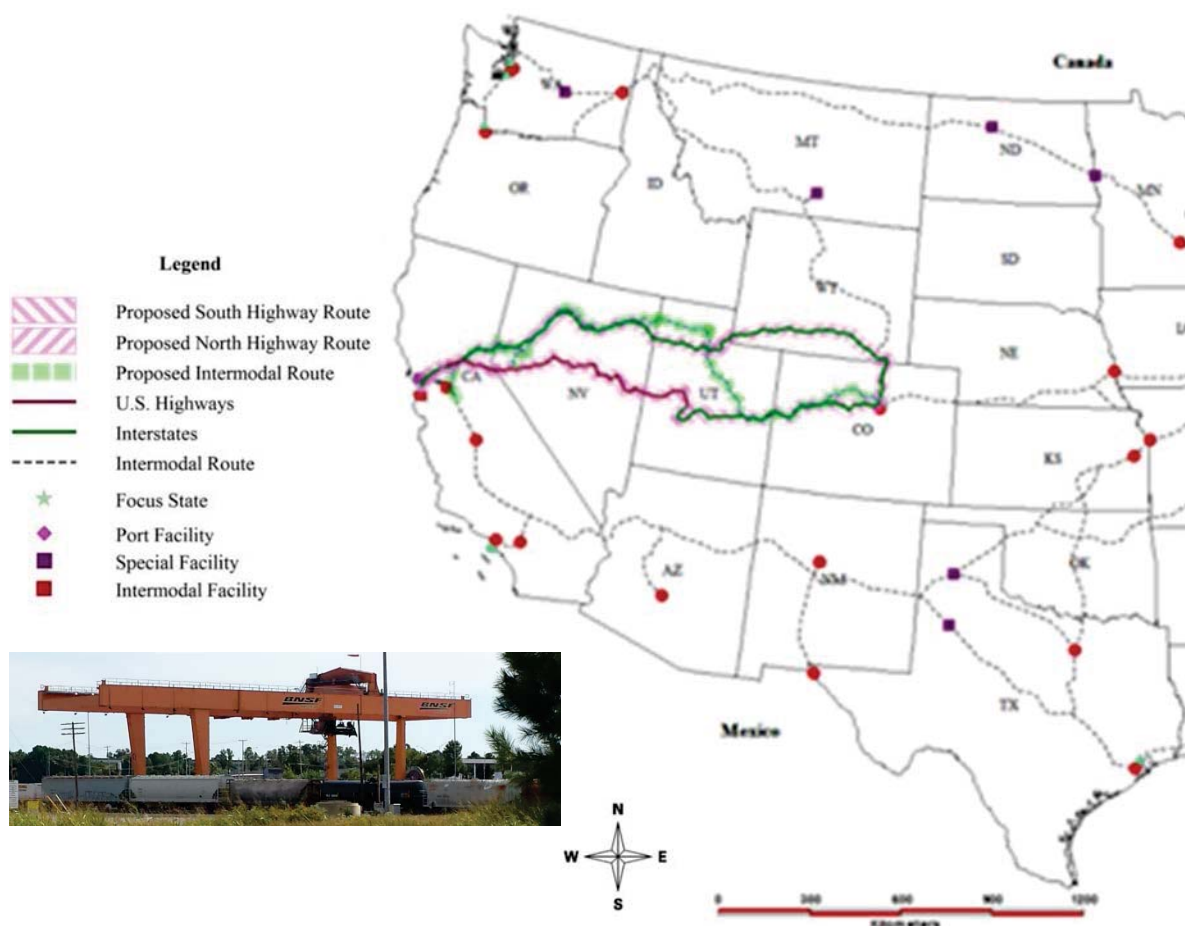 Canada
WA
MT
ND
OR
ID
MN
SD
WY
NE
CA
NV
UT
CO
KS
AZ
NM
OK
TX
Mexico
Legend
Proposed South Highway Route
Proposed North Highway Route
Proposed Intermodal Route
U.S. Highways
Interstates
Intermodal Route
Focus State
Port Facility
Special Facility
Intermodal Facility
BNSF
BNSF
N
W
E
S
0
300
600
900
1200
Kilometers